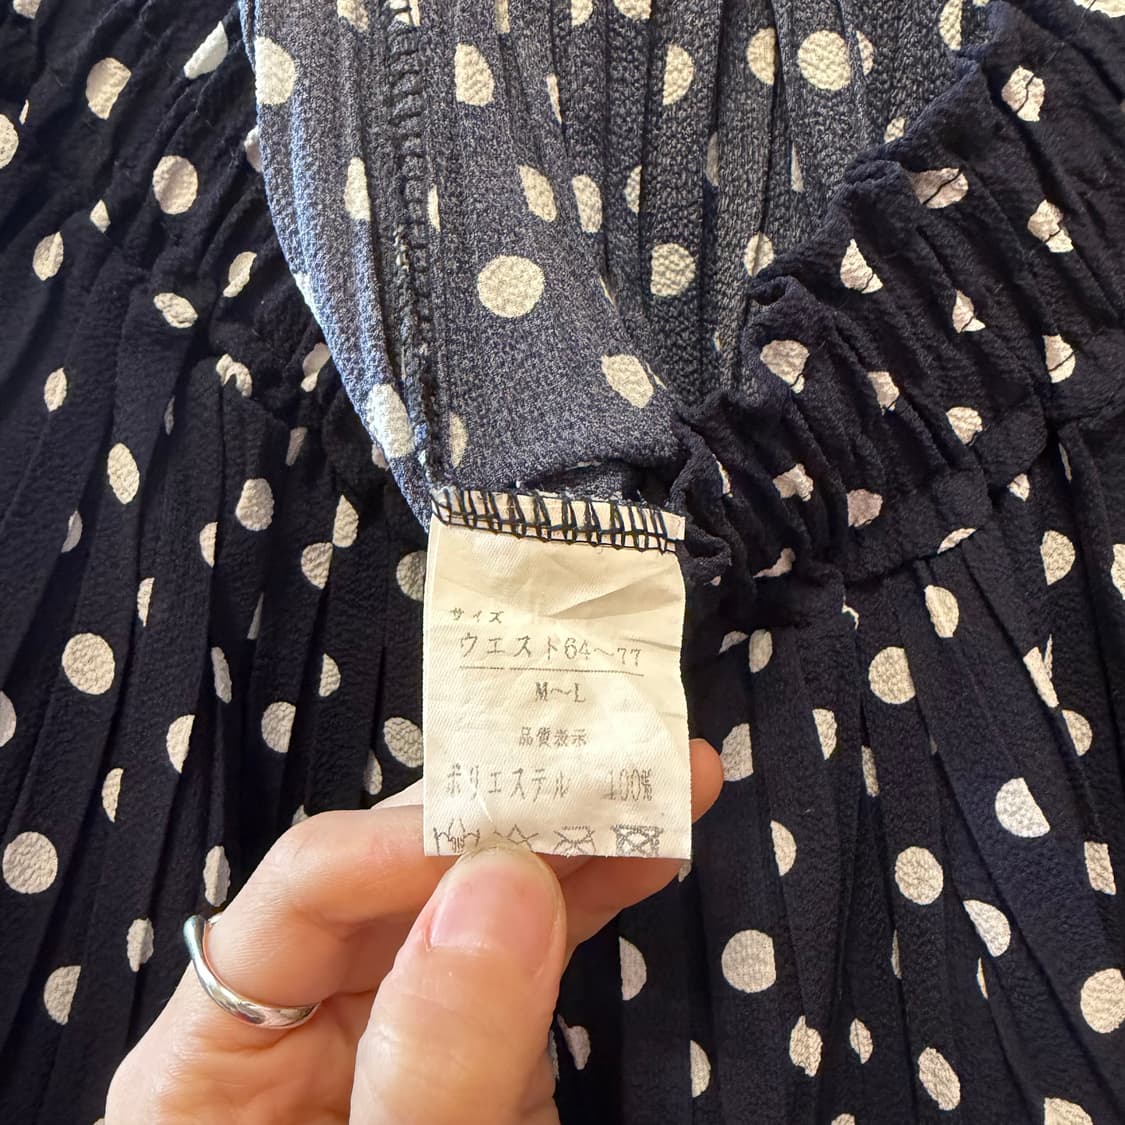 サイズ
ウエスト64〜77
M〜L
品質表示
ポリエステル 100%